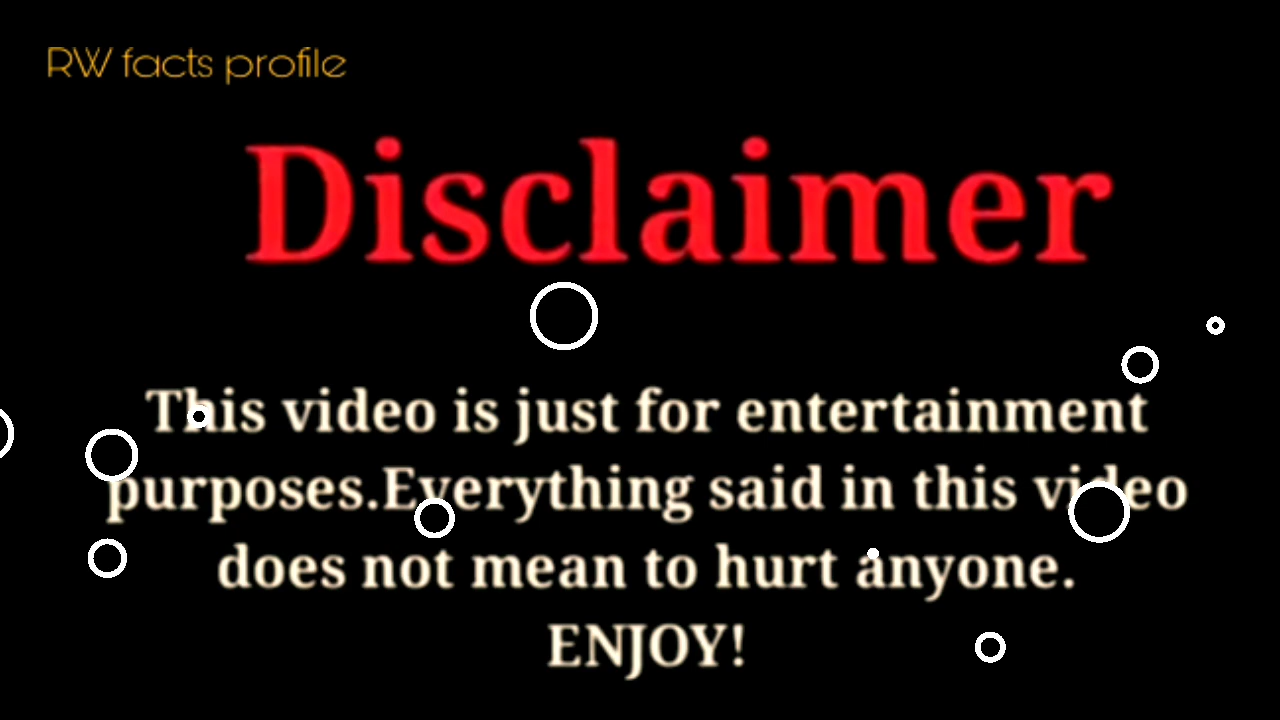 RW facts profile
Disclaimer
This video is just for entertainment
purposes.Everything said in this video
does not mean to hurt anyone.
ENJOY!